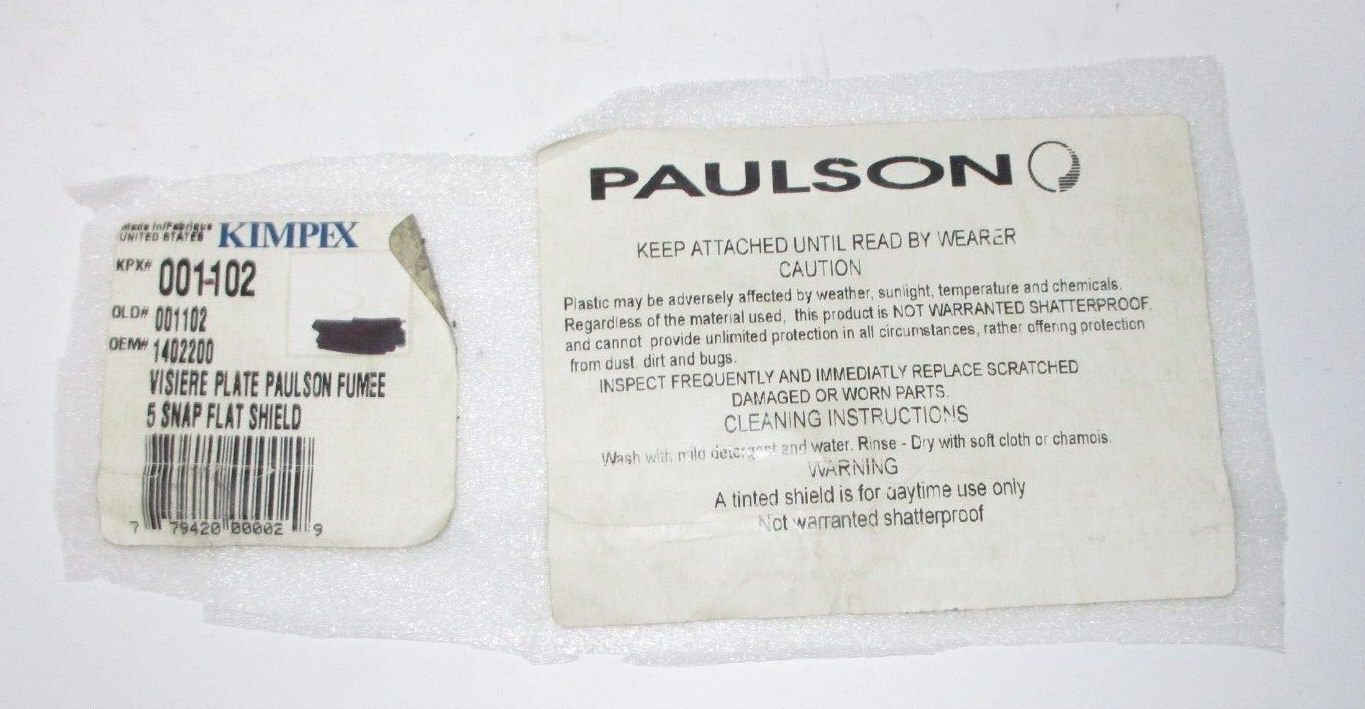 Made in/Fabrique
UNITED STATES
KIMPEX
KPX# 001-102
OLD# 001102
OEM# 1402200
VISIERE PLATE PAULSON FUMEE
5 SNAP FLAT SHIELD
7 79420 00002 9
PAULSON
KEEP ATTACHED UNTIL READ BY WEARER
CAUTION
Plastic may be adversely affected by weather, sunlight, temperature and chemicals.
Regardless of the material used, this product is NOT WARRANTED SHATTERPROOF,
and cannot provide unlimited protection in all circumstances, rather offering protection
from dust, dirt and bugs.
INSPECT FREQUENTLY AND IMMEDIATLY REPLACE SCRATCHED
DAMAGED OR WORN PARTS.
CLEANING INSTRUCTIONS
Wash with mild detergent and water. Rinse - Dry with soft cloth or chamois.
WARNING
A tinted shield is for daytime use only
Not warranted shatterproof